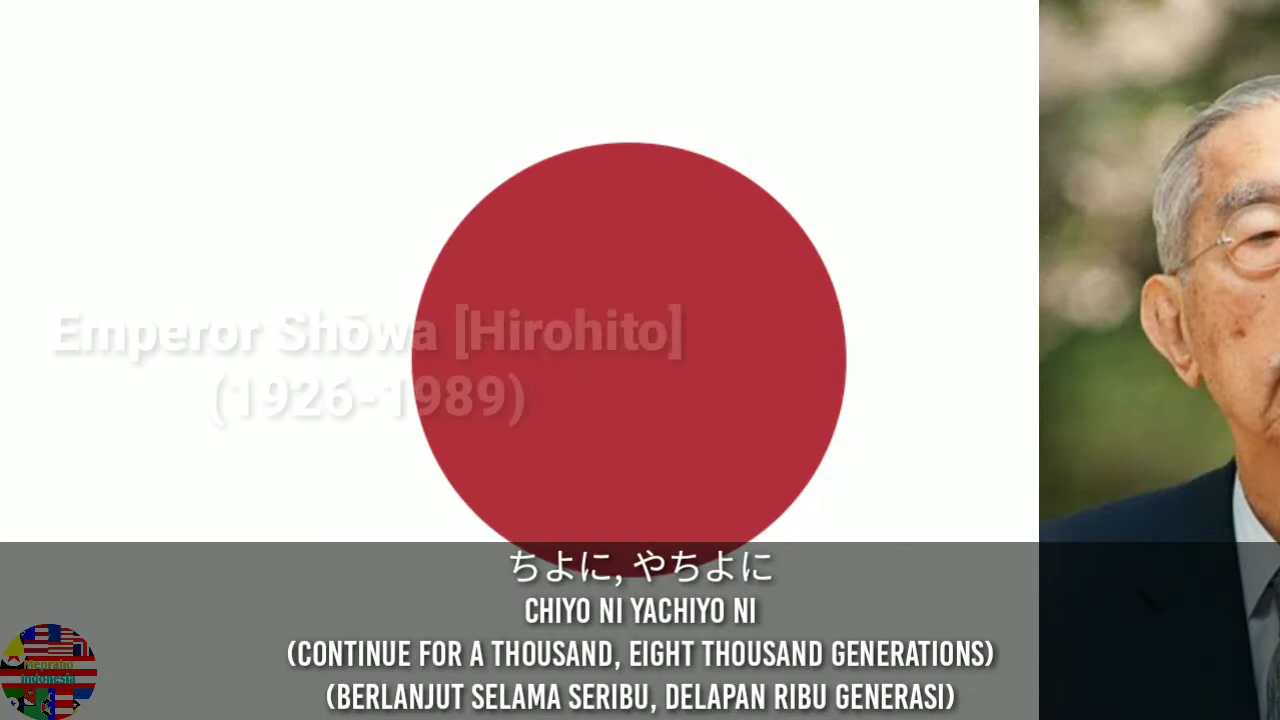 Emperor Shōwa [Hirohito]
(1926-1989)
ちよに, やちよに
CHIYO NI YACHIYO NI
(CONTINUE FOR A THOUSAND, EIGHT THOUSAND GENERATIONS)
(BERLANJUT SELAMA SERIBU, DELAPAN RIBU GENERASI)
indonesia